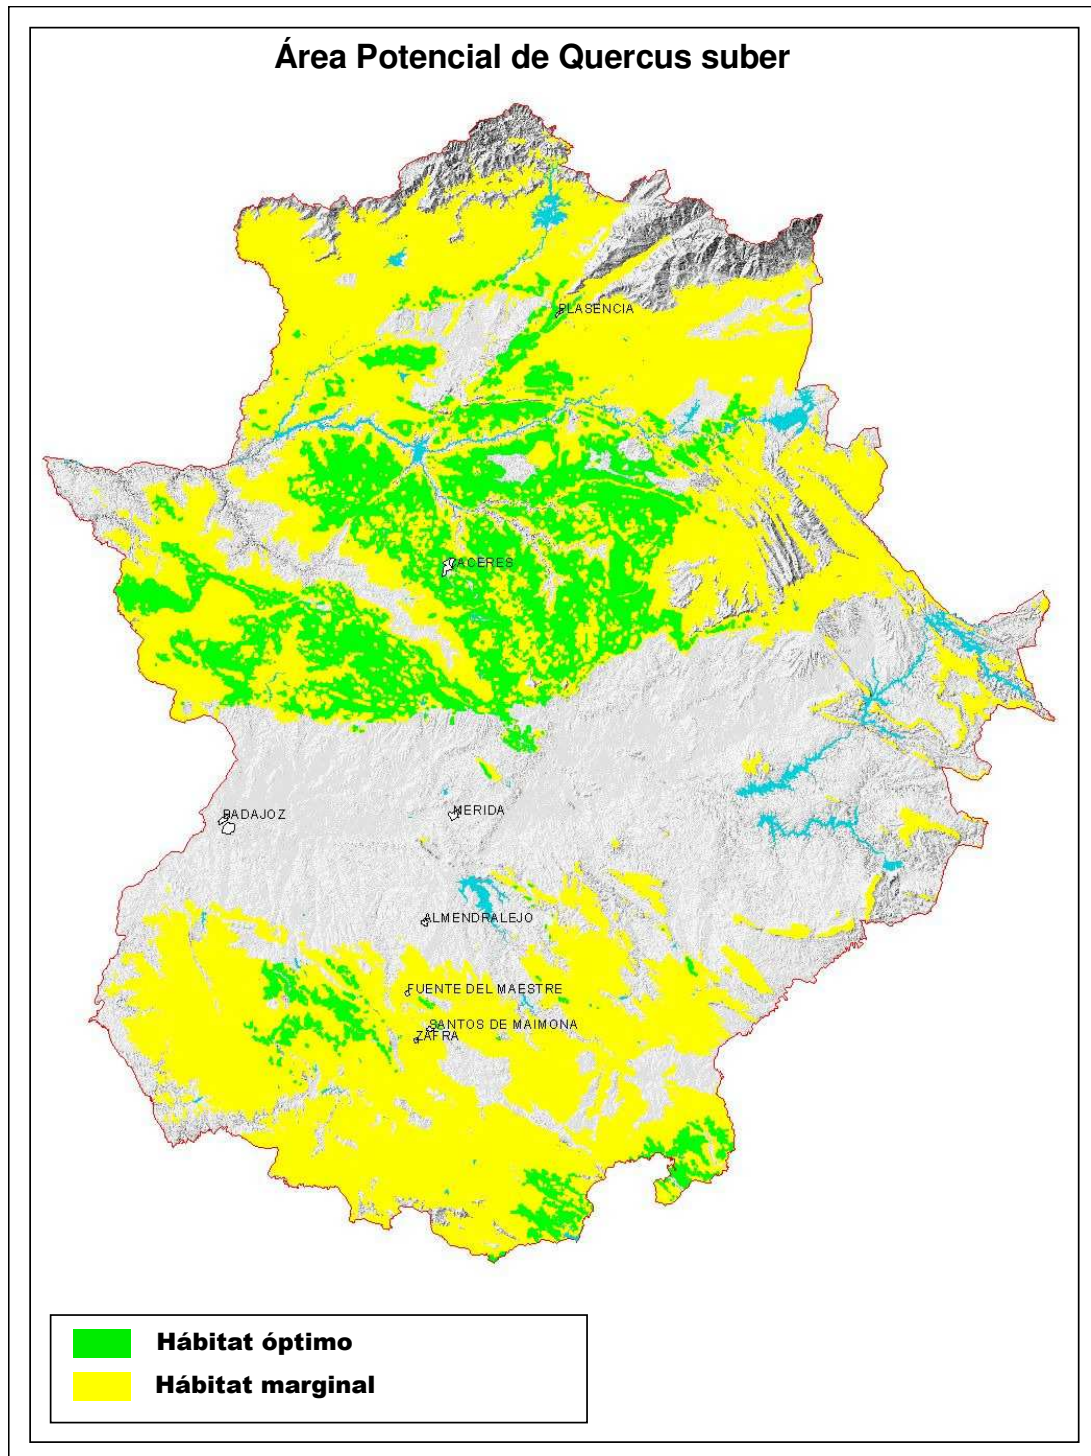 Área Potencial de Quercus suber
PLASENCIA
CACERES
MERIDA
BADAJOZ
ALMENDRALEJO
FUENTE DEL MAESTRE
SANTOS DE MAIMONA
ZAFRA
Hábitat óptimo
Hábitat marginal